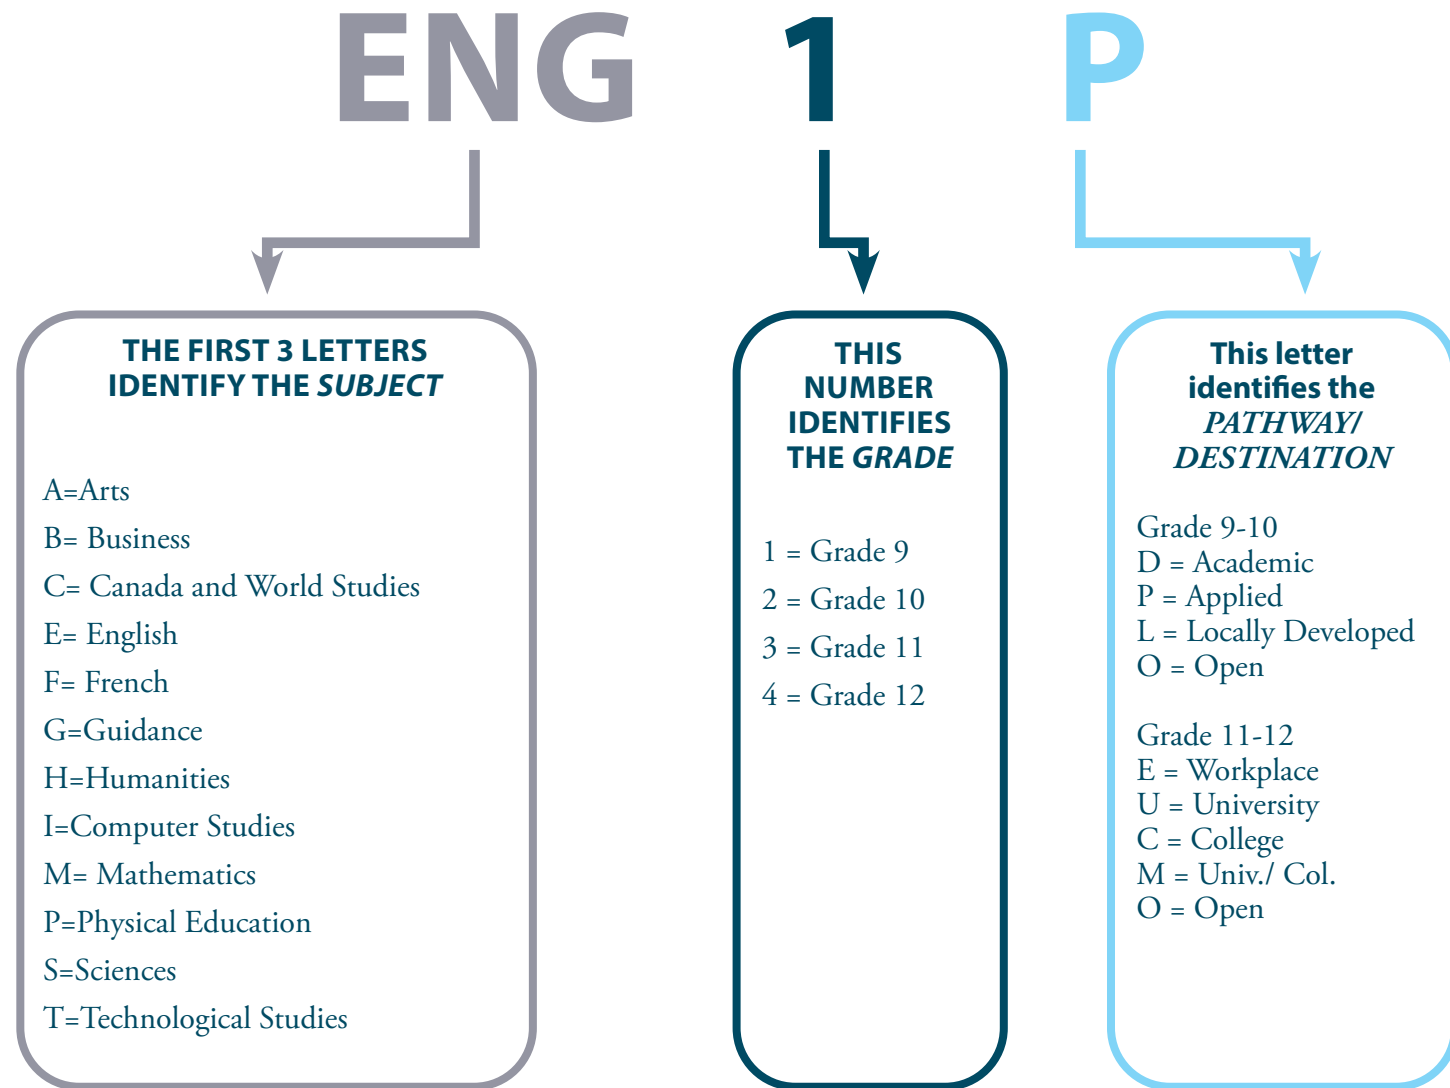 ENG 1 P
THE FIRST 3 LETTERS
IDENTIFY THE SUBJECT
A=Arts
B= Business
C= Canada and World Studies
E= English
F= French
G=Guidance
H=Humanities
I=Computer Studies
M= Mathematics
P=Physical Education
S=Sciences
T=Technological Studies
THIS
NUMBER
IDENTIFIES
THE GRADE
1 = Grade 9
2 = Grade 10
3 = Grade 11
4 = Grade 12
This letter
identifies the
PATHWAY/
DESTINATION
Grade 9-10
D = Academic
P = Applied
L = Locally Developed
O = Open
Grade 11-12
E = Workplace
U = University
C = College
M = Univ./ Col.
O = Open